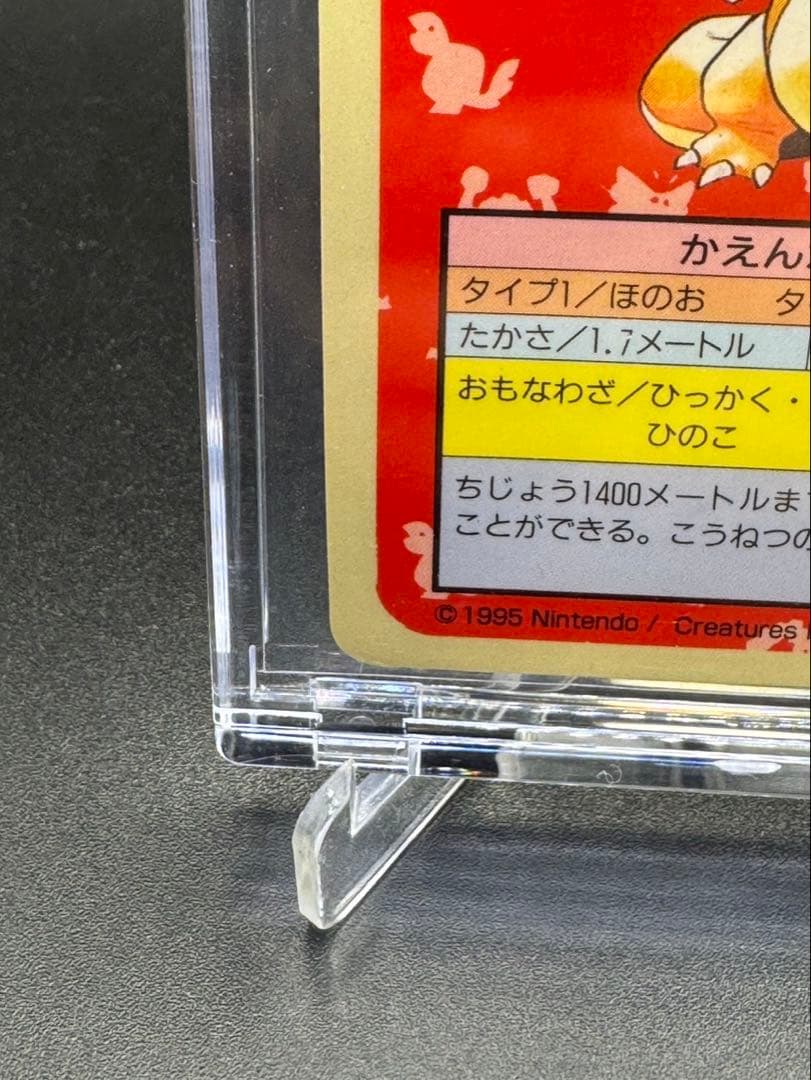 かえん
タイプ1／ほのお　タ
たかさ／1.7メートル
おもなわざ／ひっかく・
ひのこ
ちじょう1400メートルま
ことができる。こうねつの
©1995 Nintendo / Creatures